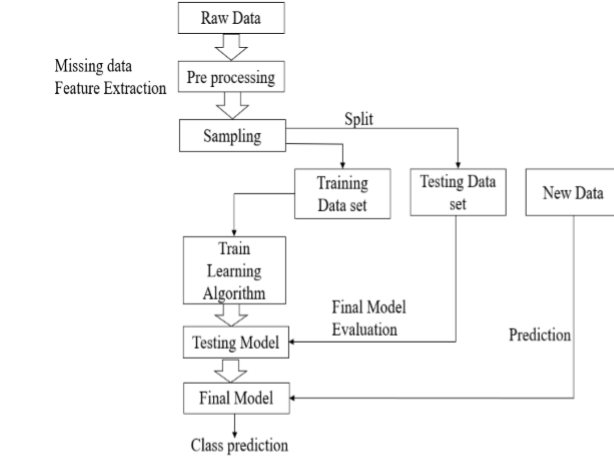 Raw Data
Missing data
Feature Extraction
Pre processing
Sampling
Split
Training
Data set
Testing Data
set
New Data
Train
Learning
Algorithm
Final Model
Evaluation
Prediction
Testing Model
Final Model
Class prediction